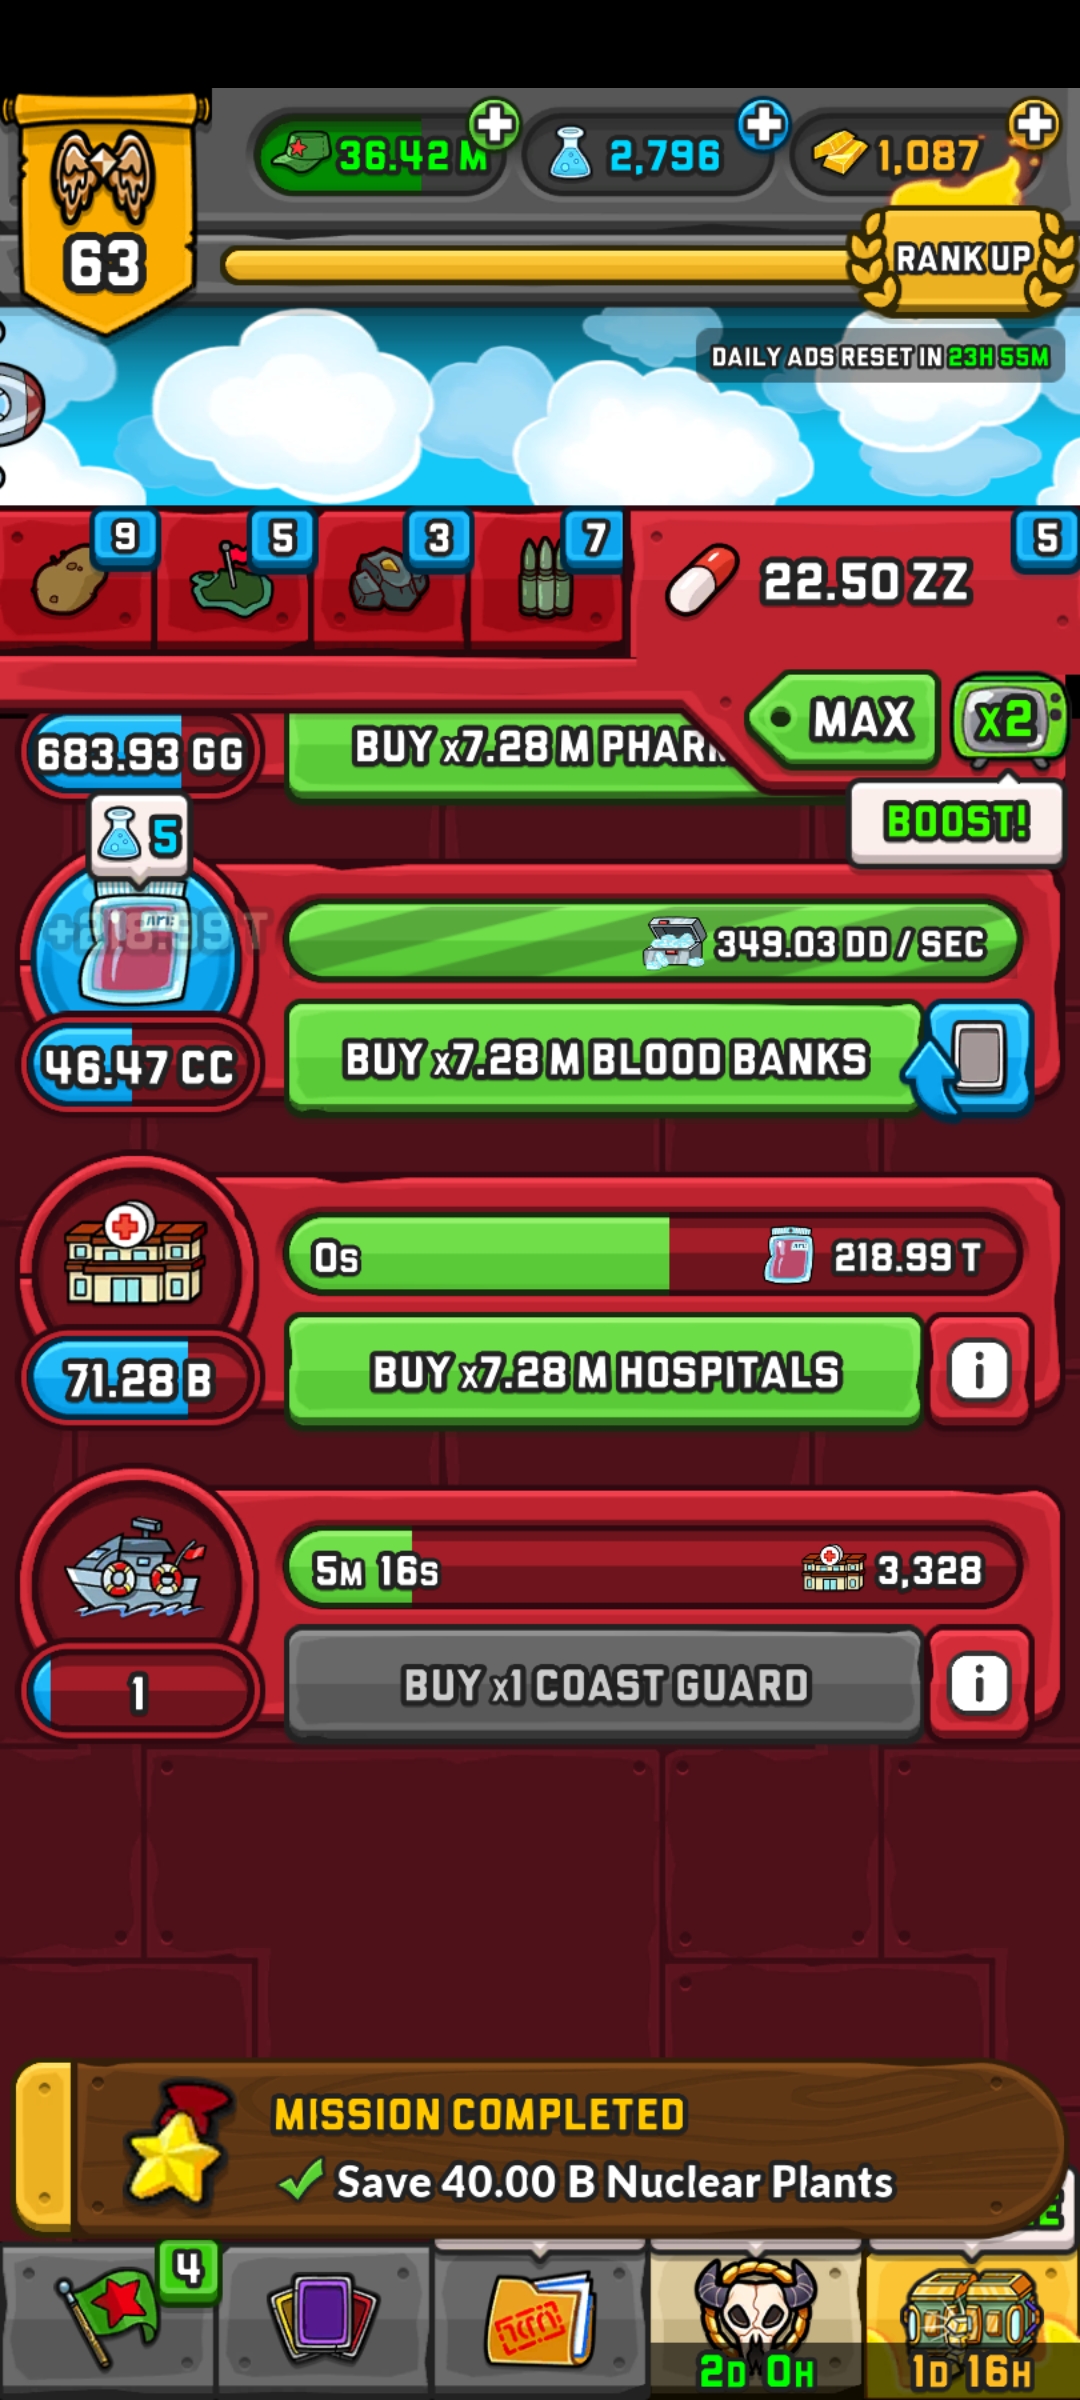 36.42 M
2,796
1,087
63
RANK UP
DAILY ADS RESET IN 23H 55M
9
5
3
7
5
22.50 ZZ
MAX
x2
683.93 GG
BUY x7.28 M PHAR
BOOST!
5
+218.99 T
349.03 DD / SEC
46.47 CC
BUY x7.28 M BLOOD BANKS
0s
218.99 T
71.28 B
BUY x7.28 M HOSPITALS
i
5M 16s
3,328
1
BUY x1 COAST GUARD
i
MISSION COMPLETED
Save 40.00 B Nuclear Plants
4
2D 0H
1D 16H